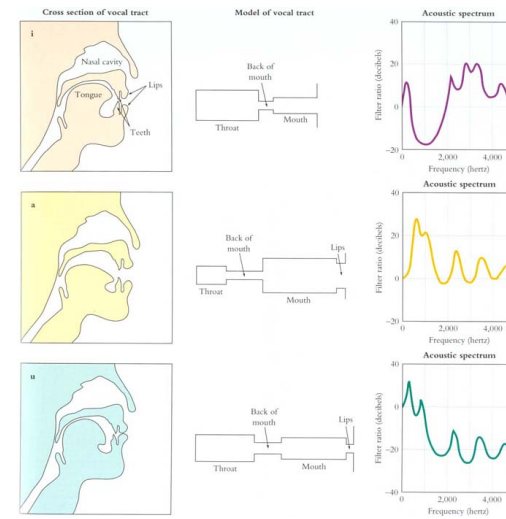 Cross section of vocal tract
Model of vocal tract
Acoustic spectrum
i
Nasal cavity
Tongue
Lips
Teeth
Back of
mouth
Throat
Mouth
Filter ratio (decibels)
40
20
0
−20
0
2,000
4,000
Frequency (hertz)
a
Back of
mouth
Lips
Throat
Mouth
Acoustic spectrum
Filter ratio (decibels)
40
20
0
−20
0
2,000
4,000
Frequency (hertz)
u
Back of
mouth
Lips
Throat
Mouth
Acoustic spectrum
Filter ratio (decibels)
40
0
−20
−40
0
2,000
4,000
Frequency (hertz)